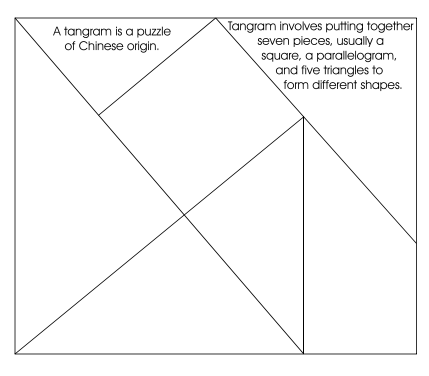 A tangram is a puzzle
of Chinese origin.
Tangram involves putting together
seven pieces, usually a
square, a parallelogram,
and five triangles to
form different shapes.